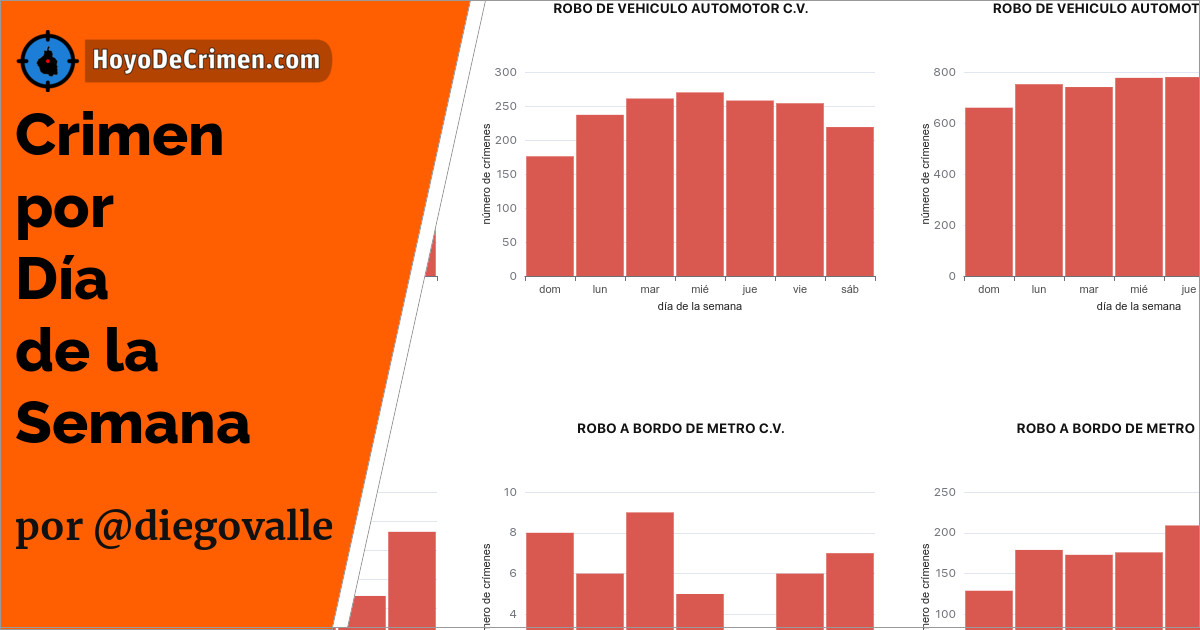 HoyoDeCrimen.com
Crimen
por
Día
de la
Semana
por @diegovalle
ROBO DE VEHICULO AUTOMOTOR C.V.
300
250
200
150
100
50
0
número de crímenes
dom lun mar mié jue vie sáb
día de la semana
ROBO DE VEHICULO AUTOMOT
800
600
400
200
0
número de crímenes
dom lun mar mié jue
día de la semana
ROBO A BORDO DE METRO C.V.
10
8
6
4
mero de crímenes
ROBO A BORDO DE METRO
250
200
150
100
mero de crímenes